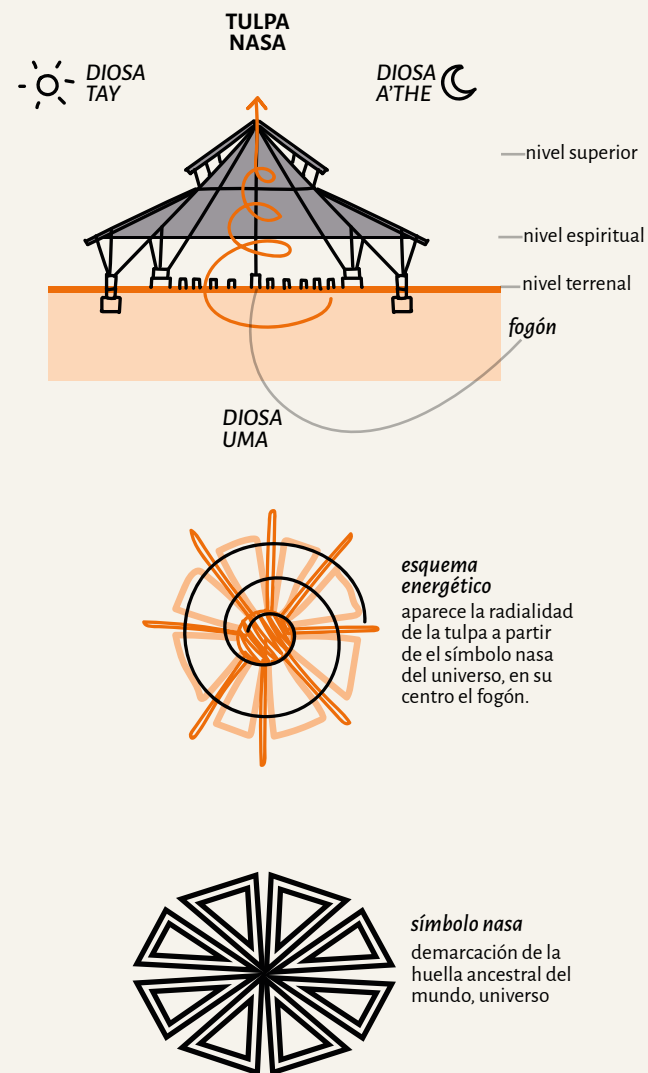 TULPA
NASA
DIOSA
TAY
DIOSA
A'THE
nivel superior
nivel espiritual
nivel terrenal
fogón
DIOSA
UMA
esquema
energético
aparece la radialidad
de la tulpa a partir
de el símbolo nasa
del universo, en su
centro el fogón.
símbolo nasa
demarcación de la
huella ancestral del
mundo, universo